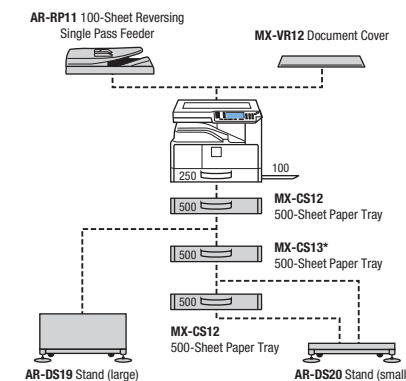 AR-RP11 100-Sheet Reversing
Single Pass Feeder
MX-VR12 Document Cover
250
100
500
MX-CS12
500-Sheet Paper Tray
500
MX-CS13*
500-Sheet Paper Tray
500
MX-CS12
500-Sheet Paper Tray
AR-DS19 Stand (large)
AR-DS20 Stand (small